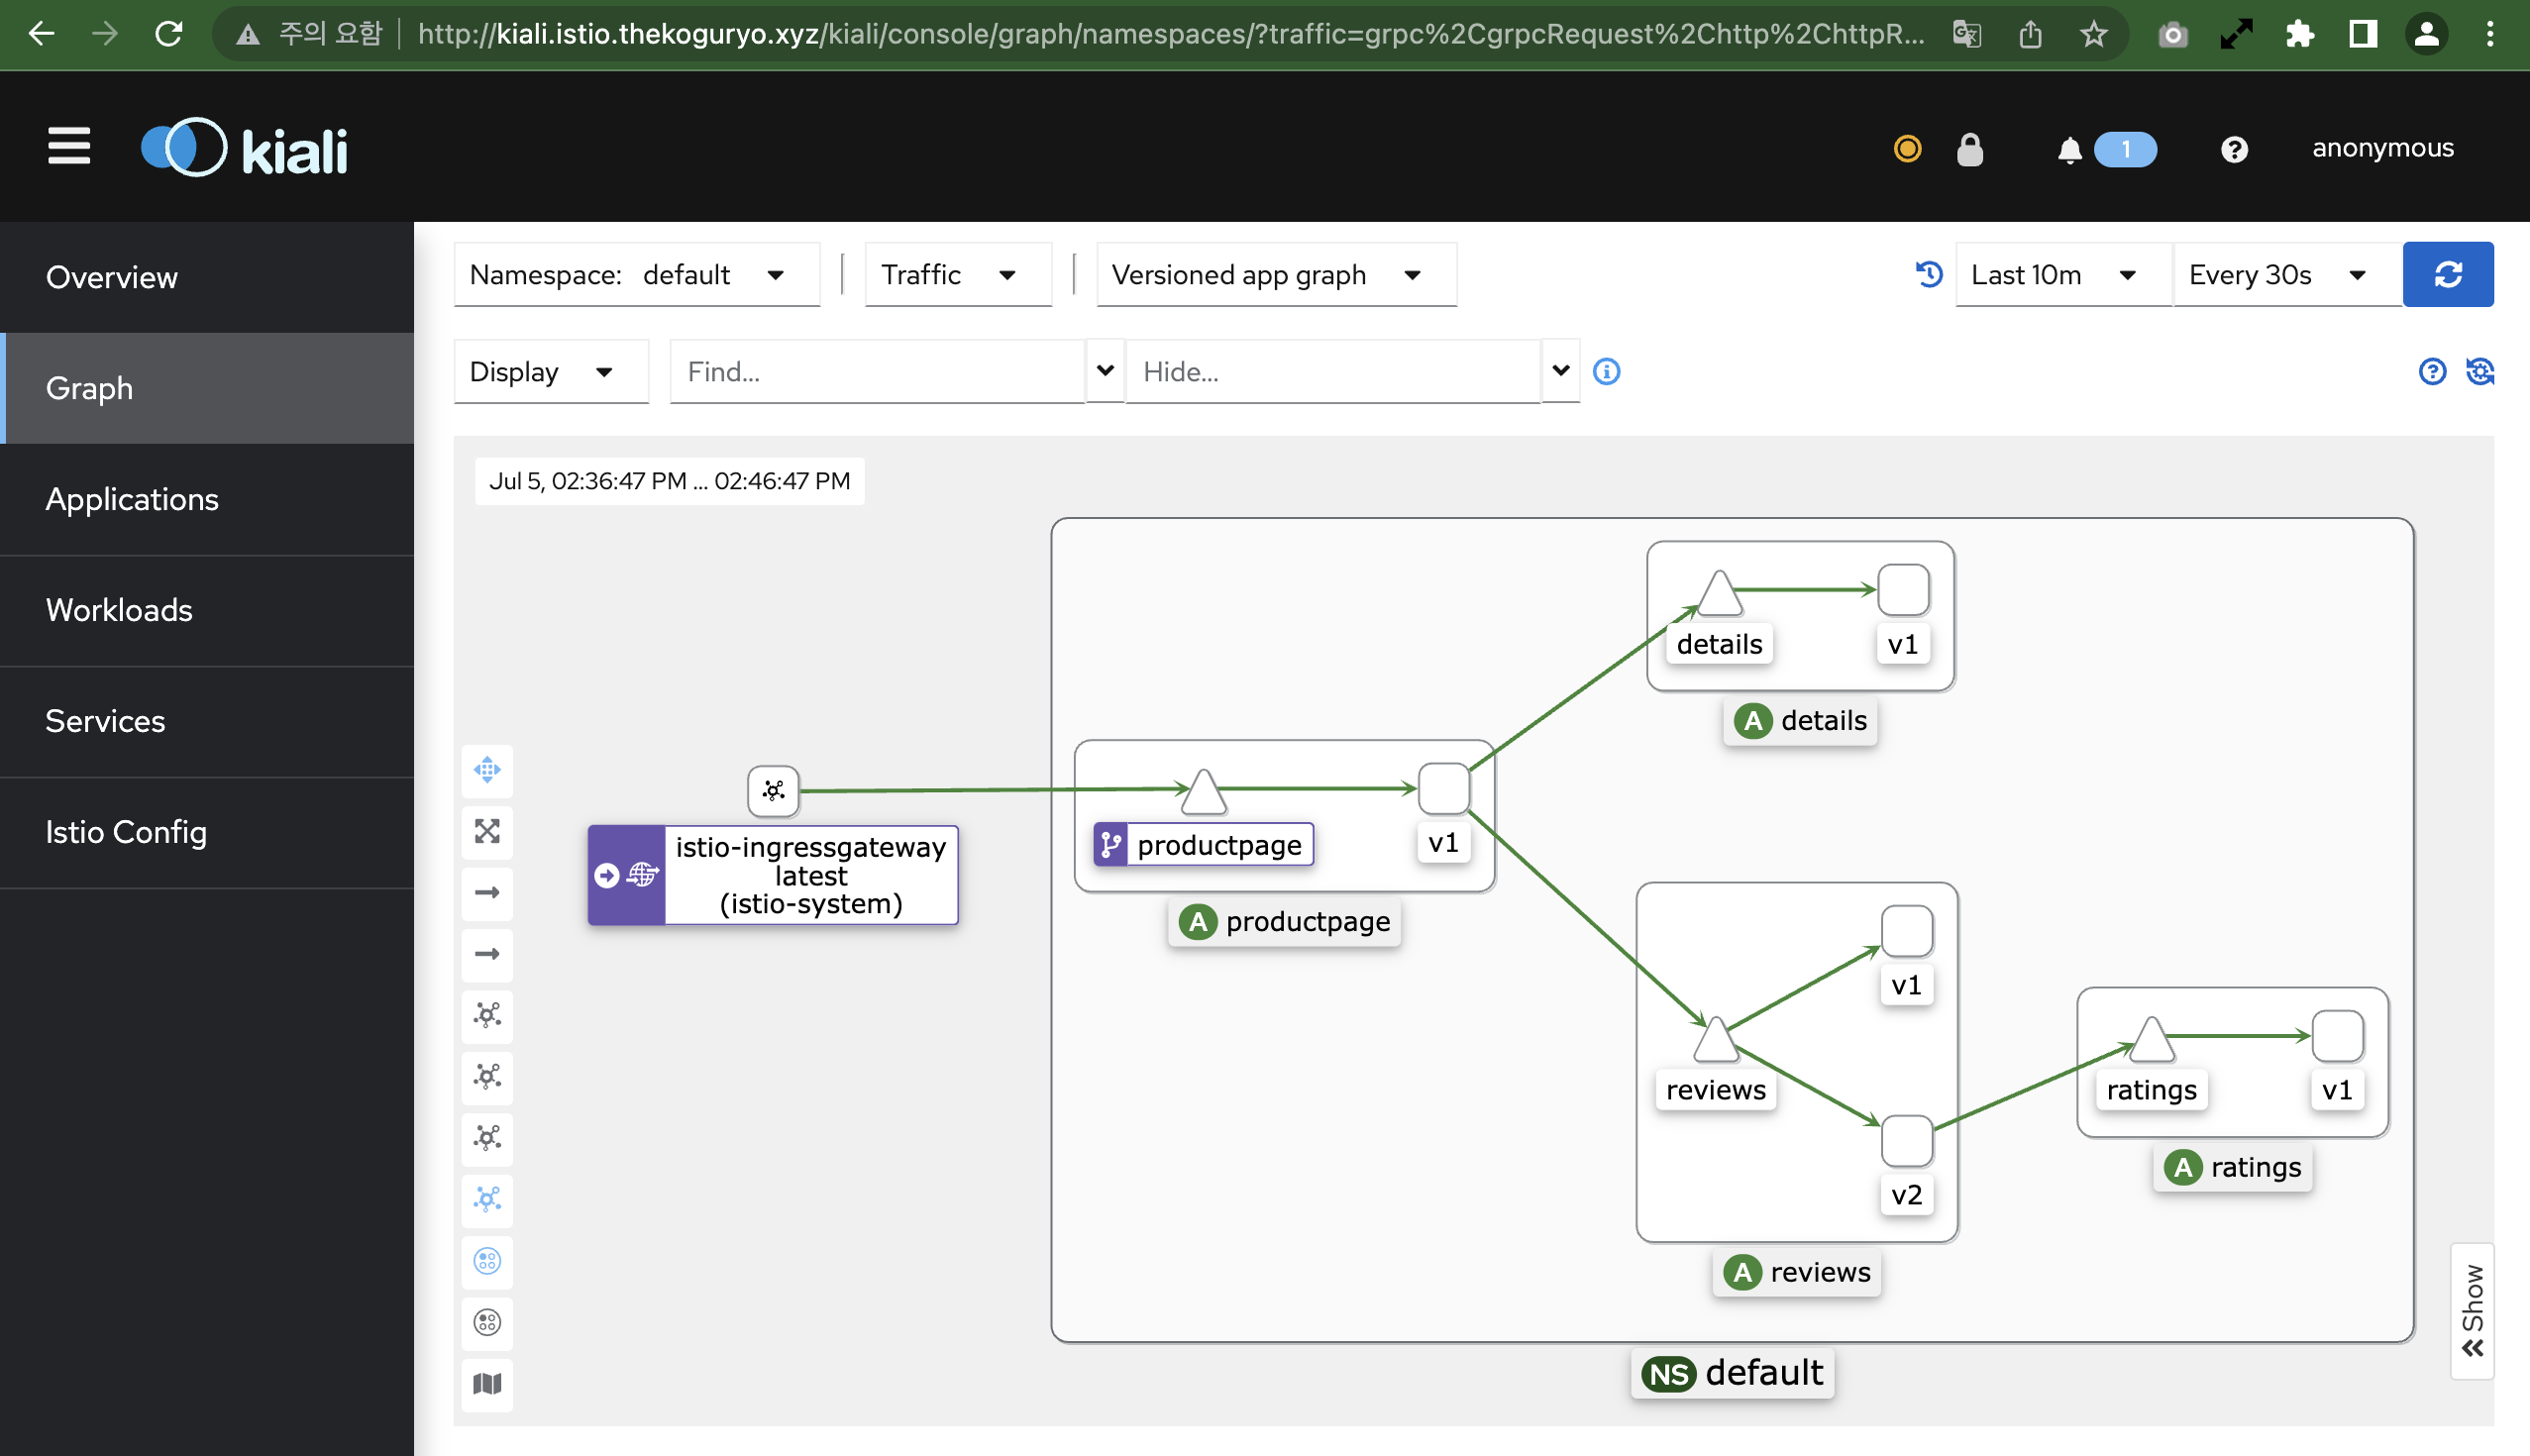 주의 요함 http://kiali.istio.thekoguryo.xyz/kiali/console/graph/namespaces/?traffic=grpc%2CgrpcRequest%2Chttp%2ChttpR...
kiali
1
anonymous
Overview
Graph
Applications
Workloads
Services
Istio Config
Namespace: default
Traffic
Versioned app graph
Last 10m
Every 30s
Display
Find...
Hide...
Jul 5, 02:36:47 PM ... 02:46:47 PM
details
v1
A details
istio-ingressgateway
latest
(istio-system)
productpage
v1
A productpage
v1
reviews
v2
A reviews
ratings
v1
A ratings
NS default
Show